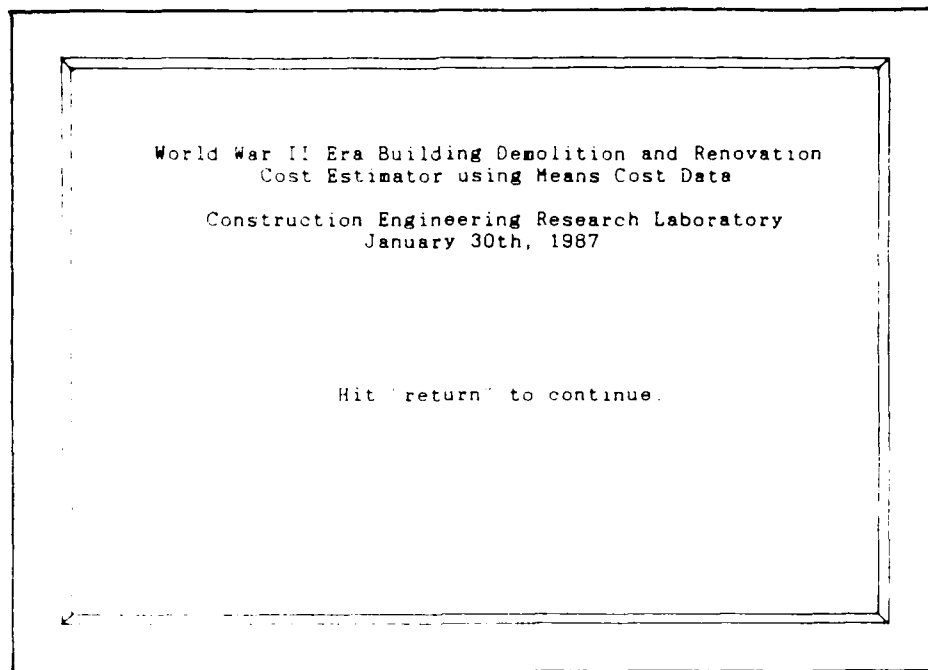 World War II Era Building Demolition and Renovation
Cost Estimator using Means Cost Data
Construction Engineering Research Laboratory
January 30th, 1987
Hit "return" to continue.